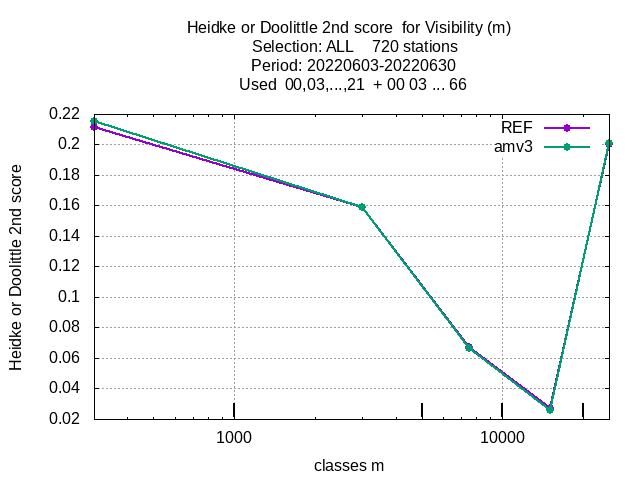 Heidke or Doolittle 2nd score  for Visibility (m)
Selection: ALL    720 stations
Period: 20220603-20220630
Used  00,03,...,21  + 00 03 ... 66
0.22
0.2
0.18
0.16
0.14
0.12
0.1
0.08
0.06
0.04
0.02
Heidke or Doolittle 2nd score
REF
amv3
1000
10000
classes m